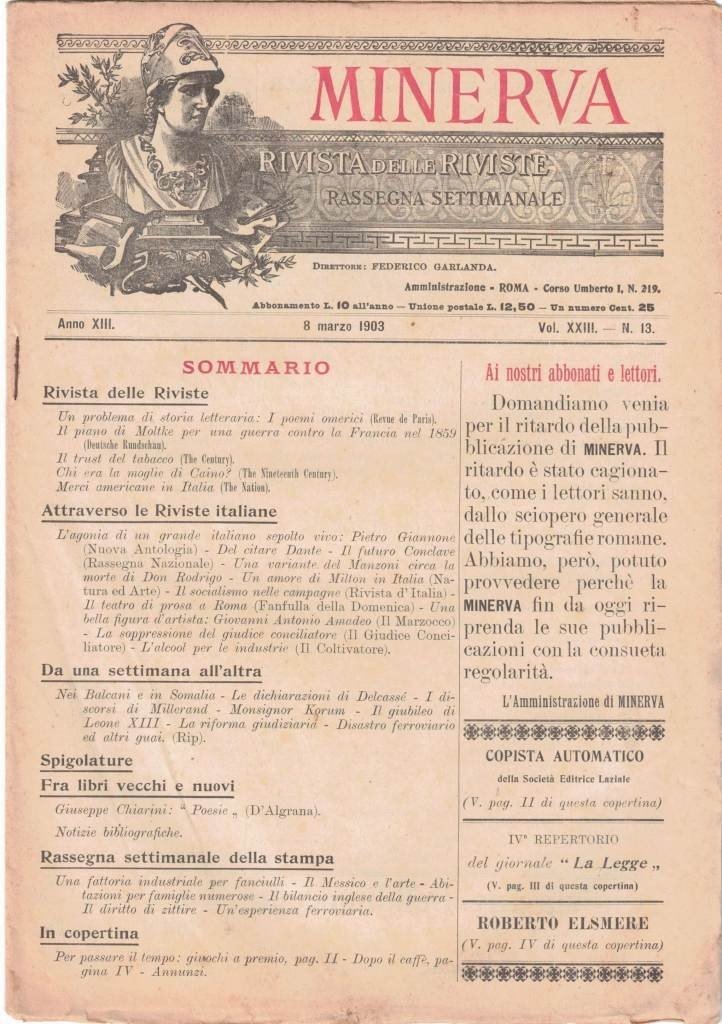 MINERVA
RIVISTA DELLE RIVISTE
RASSEGNA SETTIMANALE
DIRETTORE: FEDERICO GARLANDA.
Amministrazione - ROMA - Corso Umberto I, N. 219.
Abbonamento L. 10 all'anno — Unione postale L. 12,50 — Un numero Cent. 25
Anno XIII.
8 marzo 1903
Vol. XXIII. — N. 13.
SOMMARIO
Rivista delle Riviste
Un problema di storia letteraria: I poemi omerici (Revue de Paris).
Il piano di Moltke per una guerra contro la Francia nel 1859
(Deutsche Rundschau).
Il trust del tabacco (The Century).
Chi era la moglie di Caino? (The Nineteenth Century).
Merci americane in Italia (The Nation).
Attraverso le Riviste italiane
L'agonia di un grande italiano sepolto vivo: Pietro Giannone
(Nuova Antologia) - Del citare Dante - Il futuro Conclave
(Rassegna Nazionale) - Una variante del Manzoni circa la
morte di Don Rodrigo - Un amore di Milton in Italia (Na-
tura ed Arte) - Il socialismo nelle campagne (Rivista d'Italia) -
Il teatro di prosa a Roma (Fanfulla della Domenica) - Una
bella figura d'artista: Giovanni Antonio Amadeo (Il Marzocco)
- La soppressione del giudice conciliatore (Il Giudice Conci-
liatore) - L'alcool per le industrie (Il Coltivatore).
Da una settimana all'altra
Nei Balcani e in Somalia - Le dichiarazioni di Delcassé - I di-
scorsi di Millerand - Monsignor Korum - Il giubileo di
Leone XIII - La riforma giudiziaria - Disastro ferroviario
ed altri guai. (Rip).
Spigolature
Fra libri vecchi e nuovi
Giuseppe Chiarini: " Poesie „ (D'Algrana).
Notizie bibliografiche.
Rassegna settimanale della stampa
Una fattoria industriale per fanciulli - Il Messico e l'arte - Abi-
tazioni per famiglie numerose - Il bilancio inglese della guerra -
Il diritto di zittire - Un'esperienza ferroviaria.
In copertina
Per passare il tempo: giuochi a premio, pag. II - Dopo il caffè, pa-
gina IV - Annunzi.
Ai nostri abbonati e lettori.
Domandiamo venia
per il ritardo della pub-
blicazione di MINERVA. Il
ritardo è stato cagiona-
to, come i lettori sanno,
dallo sciopero generale
delle tipografie romane.
Abbiamo, però, potuto
provvedere perchè la
MINERVA fin da oggi ri-
prenda le sue pubbli-
cazioni con la consueta
regolarità.
L'Amministrazione di MINERVA
COPISTA AUTOMATICO
della Società Editrice Laziale
(V. pag. II di questa copertina)
IVº REPERTORIO
del giornale " La Legge „
(V. pag. III di questa copertina)
ROBERTO ELSMERE
(V. pag. IV di questa copertina)